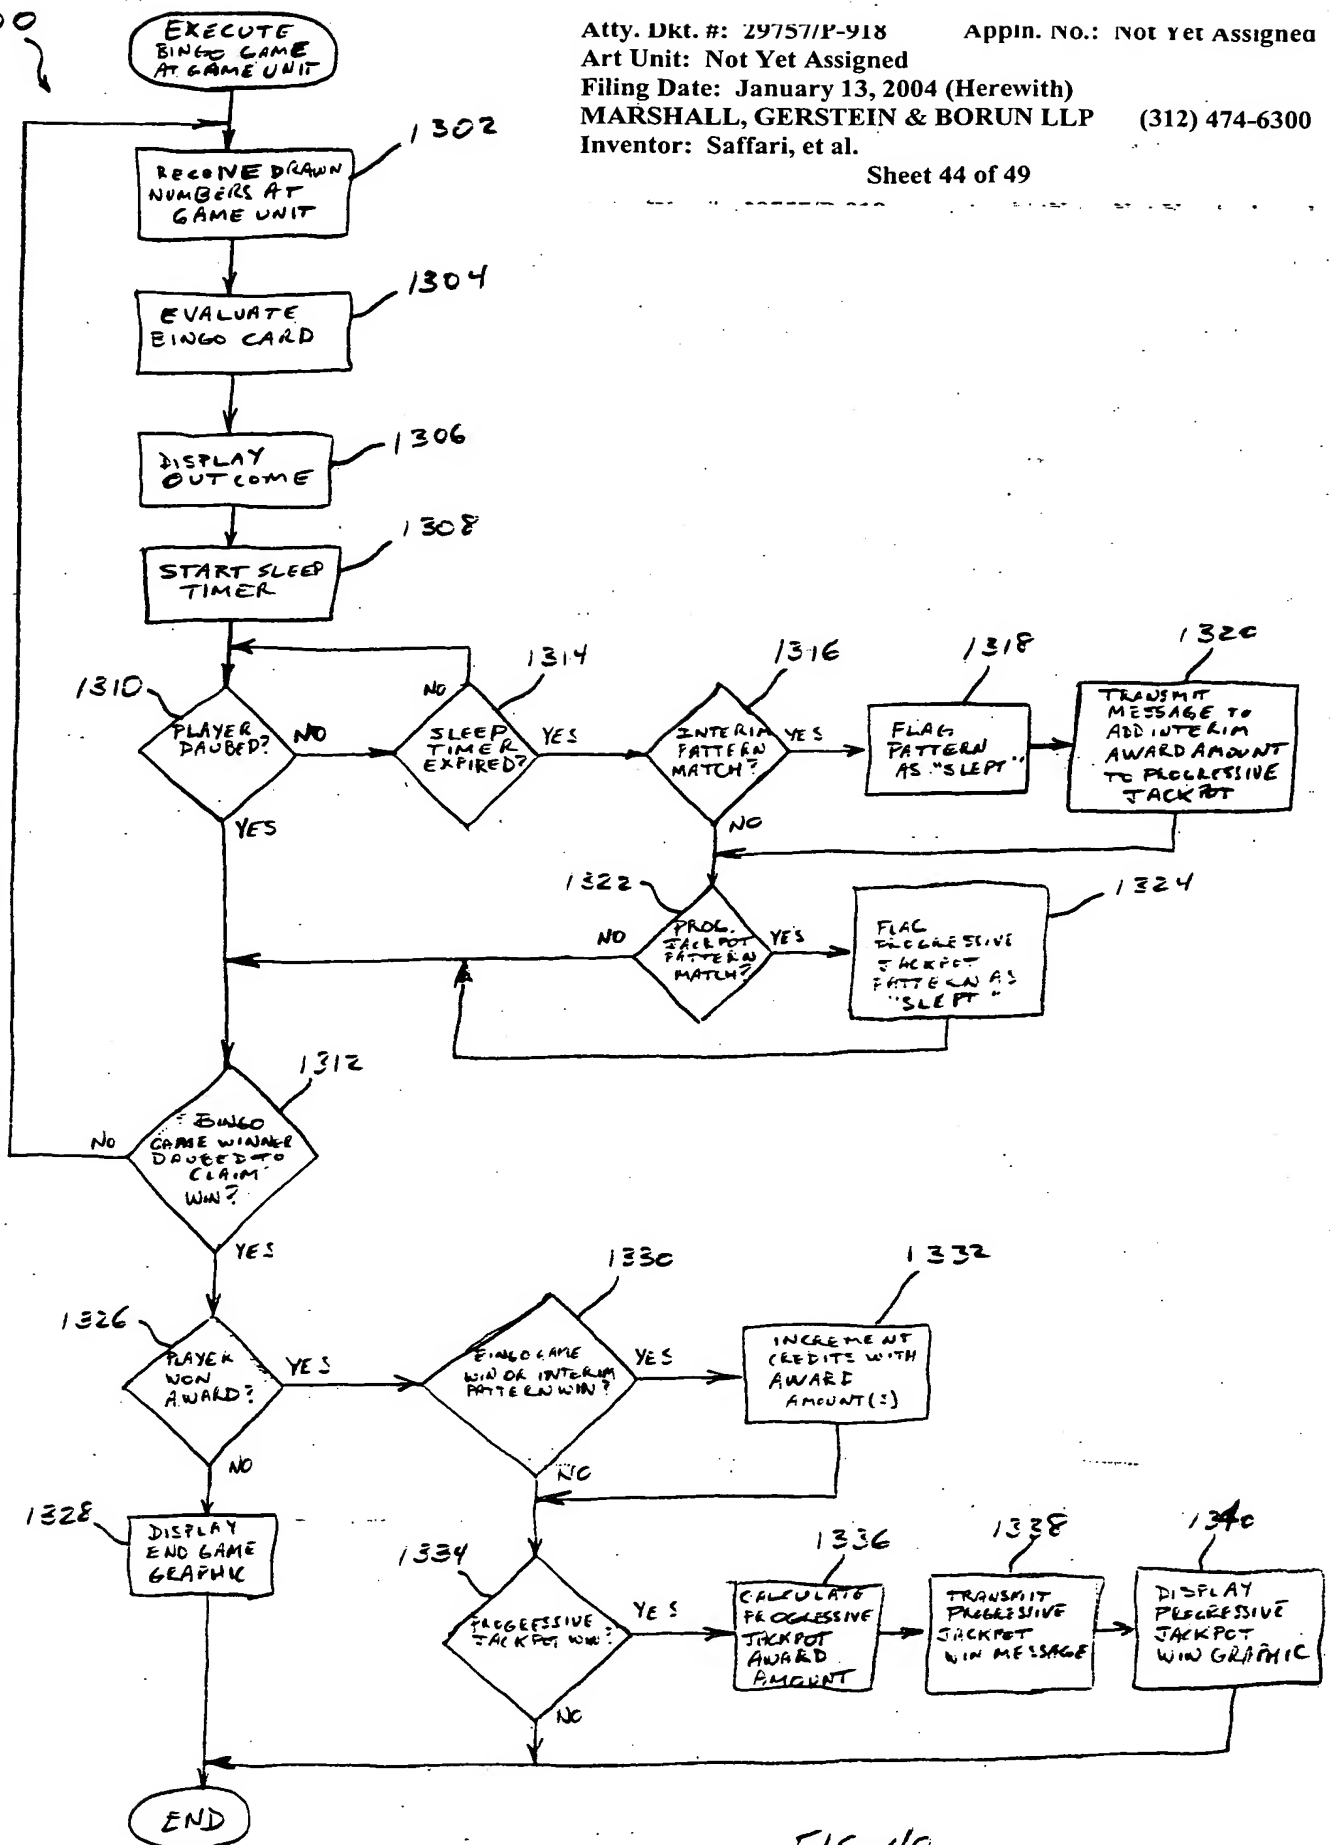 EXECUTE
BINGO GAME
AT GAME UNIT
Atty. Dkt. #: 29757/P-918 Appln. No.: Not Yet Assigned
Art Unit: Not Yet Assigned
Filing Date: January 13, 2004 (Herewith)
MARSHALL, GERSTEIN & BORUN LLP (312) 474-6300
Inventor: Saffari, et al.
Sheet 44 of 49
1302
RECEIVE DRAWN
NUMBERS AT
GAME UNIT
1304
EVALUATE
BINGO CARD
1306
DISPLAY
OUTCOME
1308
START SLEEP
TIMER
1310
PLAYER
DAUBED?
NO
YES
1314
NO
SLEEP
TIMER
EXPIRED?
YES
1316
INTERIM
PATTERN
MATCH?
YES
NO
1318
FLAG
PATTERN
AS "SLEPT"
1320
TRANSMIT
MESSAGE TO
ADD INTERIM
AWARD AMOUNT
TO PROGRESSIVE
JACKPOT
1322
NO
PROG.
JACKPOT
PATTERN
MATCH?
YES
1324
FLAG
PROGRESSIVE
JACKPOT
PATTERN AS
"SLEPT"
1312
NO
BINGO
GAME WINNER
DAUBED TO
CLAIM
WIN?
YES
1326
PLAYER
WON
AWARD?
YES
NO
1330
BINGO GAME
WIN OR INTERIM
PATTERN WIN?
YES
NO
1332
INCREMENT
CREDITS WITH
AWARD
AMOUNT(S)
1328
DISPLAY
END GAME
GRAPHIC
1334
PROGRESSIVE
JACKPOT WIN?
YES
NO
1336
CALCULATE
PROGRESSIVE
JACKPOT
AWARD
AMOUNT
1338
TRANSMIT
PROGRESSIVE
JACKPOT
WIN MESSAGE
1340
DISPLAY
PROGRESSIVE
JACKPOT
WIN GRAPHIC
END